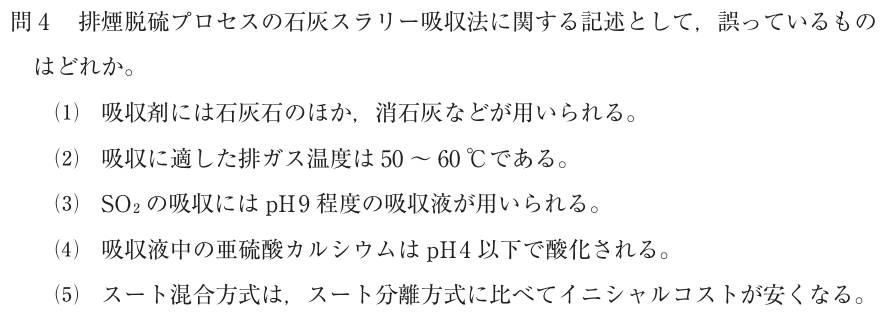 問4 排煙脱硫プロセスの石灰スラリー吸収法に関する記述として，誤っているもの
はどれか。
(1) 吸収剤には石灰石のほか，消石灰などが用いられる。
(2) 吸収に適した排ガス温度は 50 ～ 60 ℃である。
(3) SO₂ の吸収には pH9 程度の吸収液が用いられる。
(4) 吸収液中の亜硫酸カルシウムは pH4 以下で酸化される。
(5) スート混合方式は，スート分離方式に比べてイニシャルコストが安くなる。